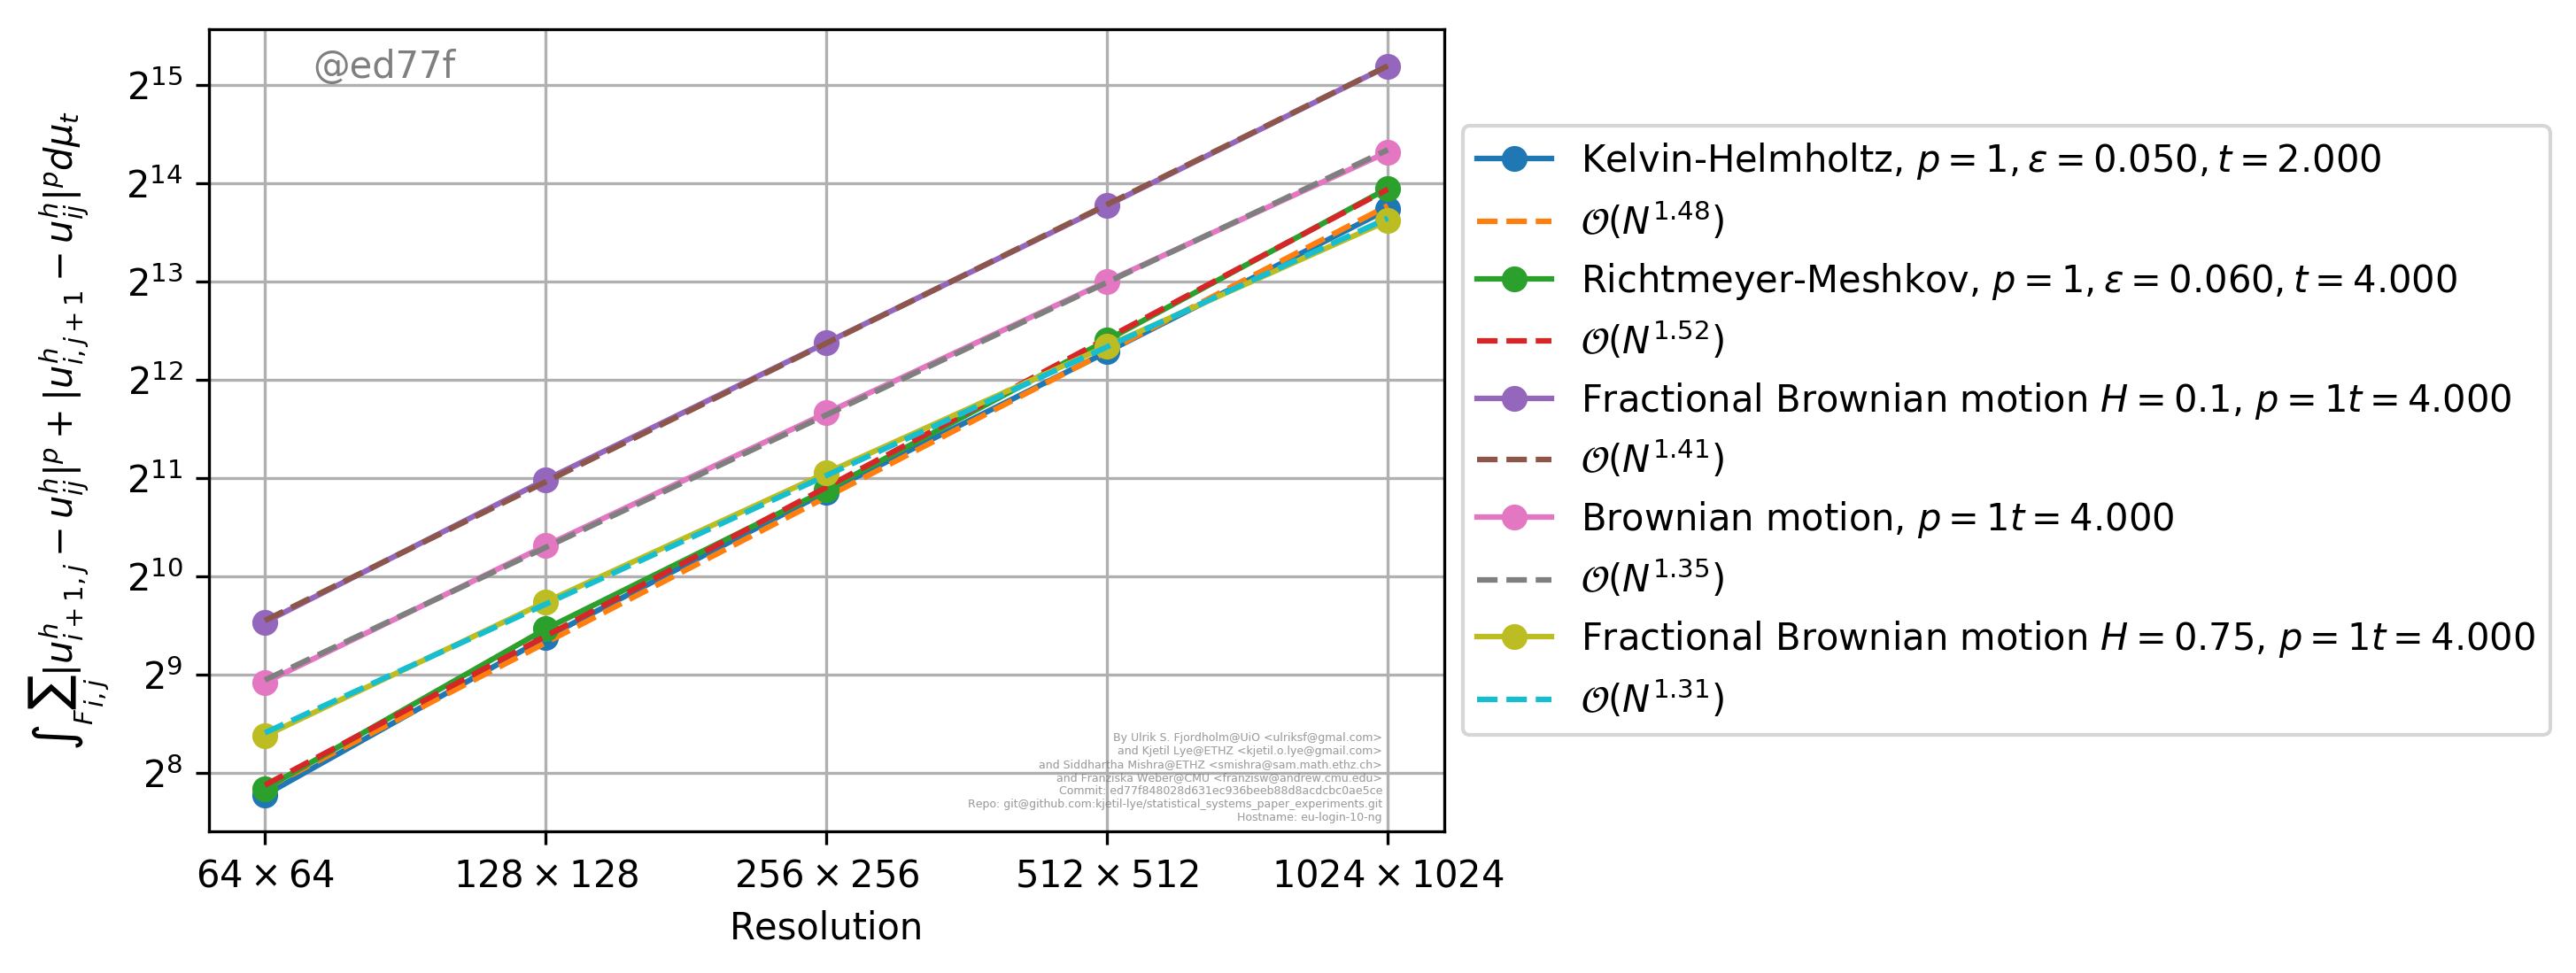 @ed77f
2^15
2^14
2^13
2^12
2^11
2^10
2^9
2^8
∫ ∑_{F_{i,j}} |u^h_{i+1,j} − u^h_{ij}|^p + |u^h_{i,j+1} − u^h_{ij}|^p dμ_t
By Ulrik S. Fjordholm@UiO <ulriksf@gmal.com>
and Kjetil Lye@ETHZ <kjetil.o.lye@gmail.com>
and Siddhartha Mishra@ETHZ <smishra@sam.math.ethz.ch>
and Franziska Weber@CMU <franzisw@andrew.cmu.edu>
Commit: ed77f848028d631ec936beeb88d8acdcbc0ae5ce
Repo: git@github.com:kjetil-lye/statistical_systems_paper_experiments.git
Hostname: eu-login-10-ng
64 × 64 128 × 128 256 × 256 512 × 512 1024 × 1024
Resolution
Kelvin-Helmholtz, p = 1, ε = 0.050, t = 2.000
𝒪(N^1.48)
Richtmeyer-Meshkov, p = 1, ε = 0.060, t = 4.000
𝒪(N^1.52)
Fractional Brownian motion H = 0.1, p = 1t = 4.000
𝒪(N^1.41)
Brownian motion, p = 1t = 4.000
𝒪(N^1.35)
Fractional Brownian motion H = 0.75, p = 1t = 4.000
𝒪(N^1.31)